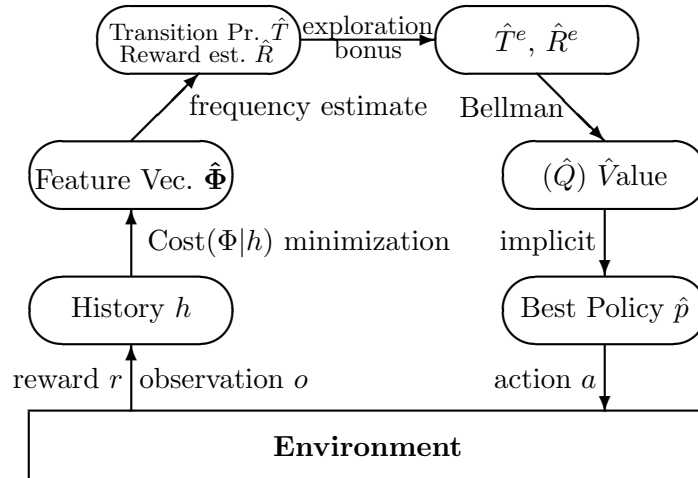 Transition Pr. T̂
Reward est. R̂
exploration
bonus
T̂ᵉ, R̂ᵉ
frequency estimate
Bellman
Feature Vec. Φ̂
(Q̂) V̂alue
Cost(Φ|h) minimization
implicit
History h
Best Policy p̂
reward r
observation o
action a
Environment